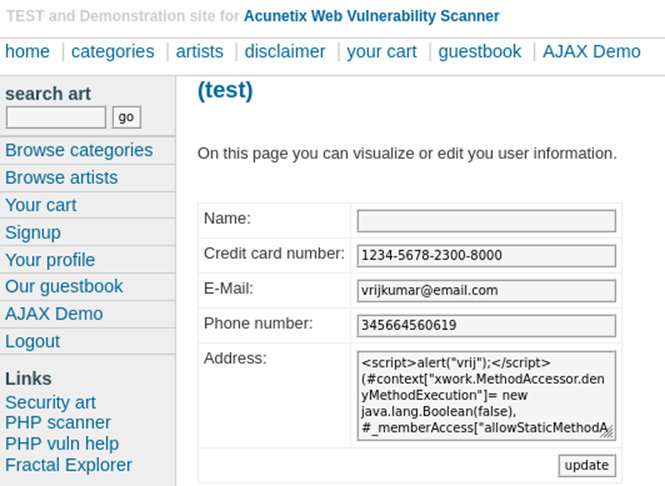 TEST and Demonstration site for Acunetix Web Vulnerability Scanner
home | categories | artists | disclaimer | your cart | guestbook | AJAX Demo
search art
go
Browse categories
Browse artists
Your cart
Signup
Your profile
Our guestbook
AJAX Demo
Logout
Links
Security art
PHP scanner
PHP vuln help
Fractal Explorer
(test)
On this page you can visualize or edit you user information.
Name:
Credit card number: 1234-5678-2300-8000
E-Mail: vrijkumar@email.com
Phone number: 345664560619
Address: <script>alert("vrij");</script>
(#context["xwork.MethodAccessor.den
yMethodExecution"]= new
java.lang.Boolean(false),
#_memberAccess["allowStaticMethodA
update